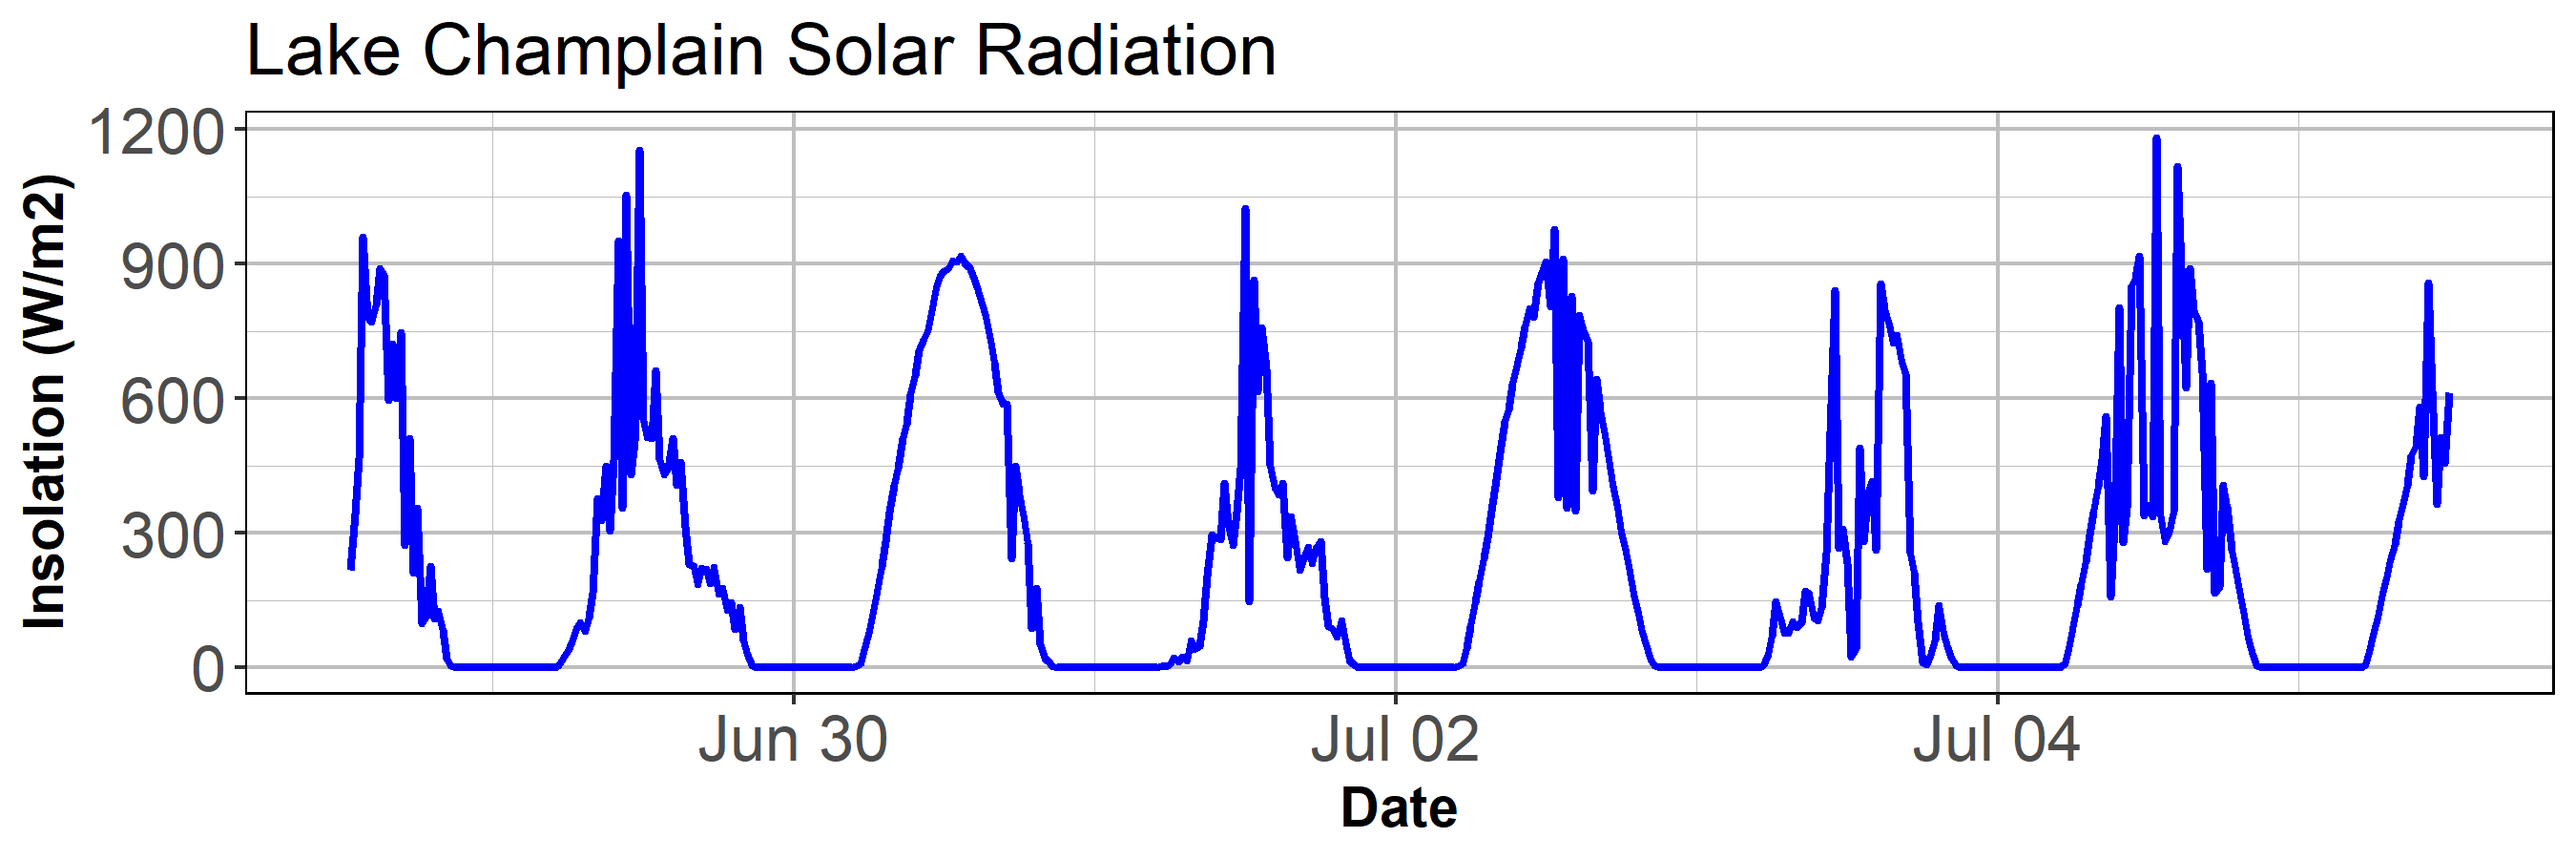 Lake Champlain Solar Radiation
Insolation (W/m2)
1200
900
600
300
0
Jun 30 Jul 02 Jul 04
Date